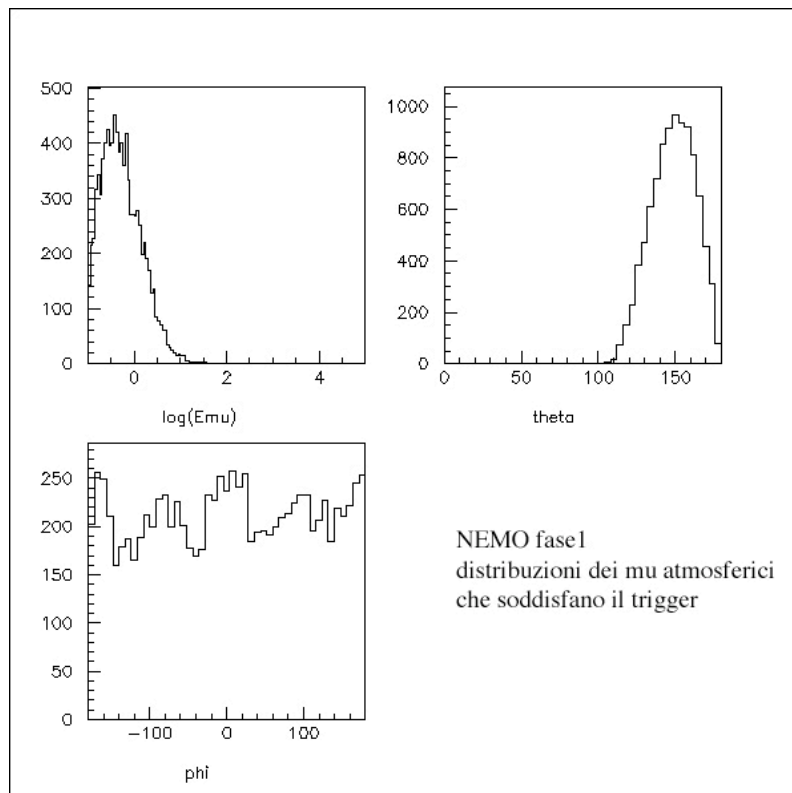 500
400
300
200
100
0
0 2 4
log(Emu)
1000
800
600
400
200
0
0 50 100 150
theta
250
200
150
100
50
0
−100 0 100
phi
NEMO fase1
distribuzioni dei mu atmosferici
che soddisfano il trigger